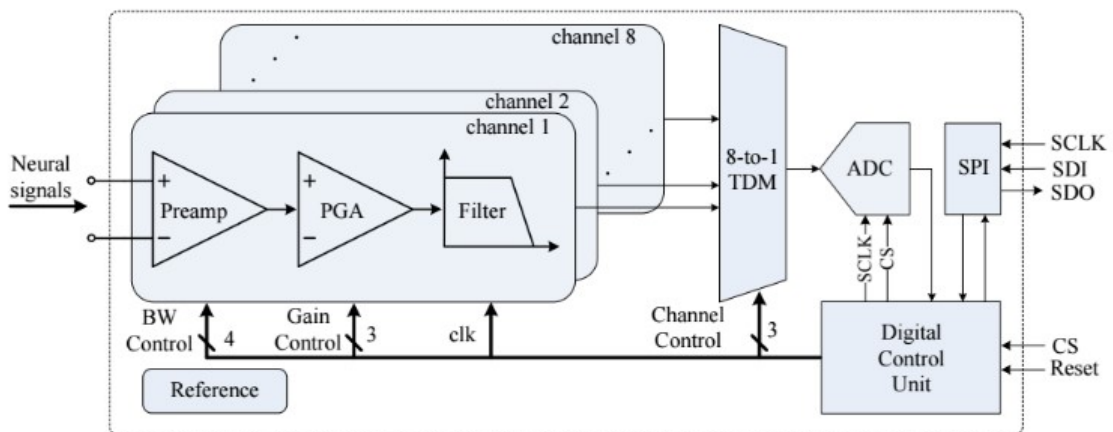 channel 8
channel 2
channel 1
Neural
signals
+
Preamp
−
+
PGA
−
Filter
8-to-1
TDM
ADC
SPI
SCLK
SDI
SDO
SCLK
CS
BW
Control
4
Gain
Control
3
clk
Channel
Control
3
Digital
Control
Unit
CS
Reset
Reference